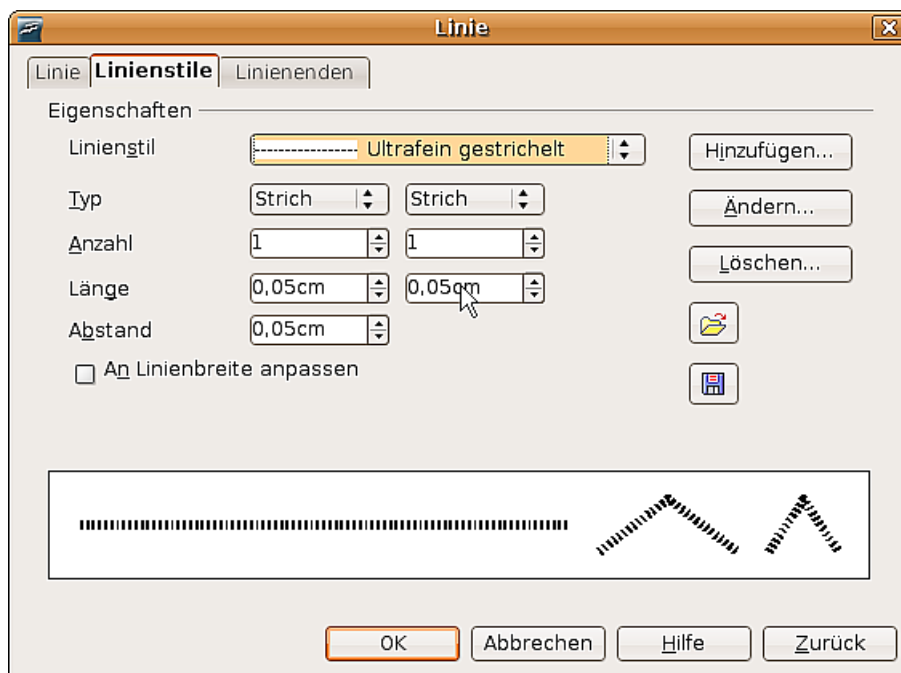 Linie
Linie Linienstile Linienenden
Eigenschaften
Linienstil Ultrafein gestrichelt Hinzufügen...
Typ Strich Strich Ändern...
Anzahl 1 1
Löschen...
Länge 0,05cm 0,05cm
Abstand 0,05cm
An Linienbreite anpassen
OK Abbrechen Hilfe Zurück